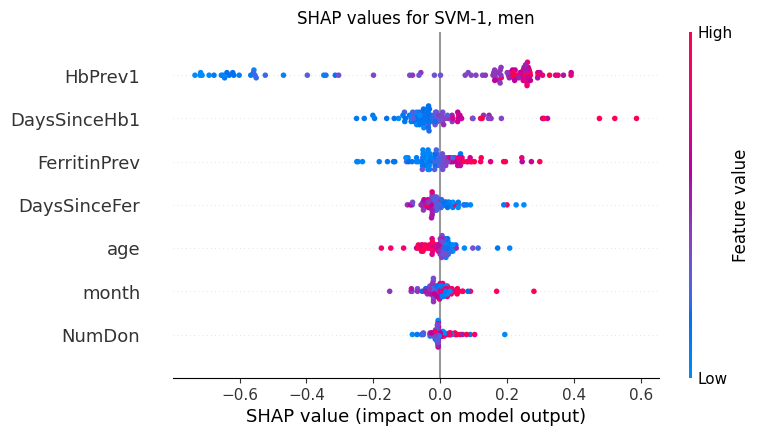 SHAP values for SVM-1, men
High
HbPrev1
DaysSinceHb1
FerritinPrev
DaysSinceFer
age
month
NumDon
Feature value
Low
−0.6 −0.4 −0.2 0.0 0.2 0.4 0.6
SHAP value (impact on model output)